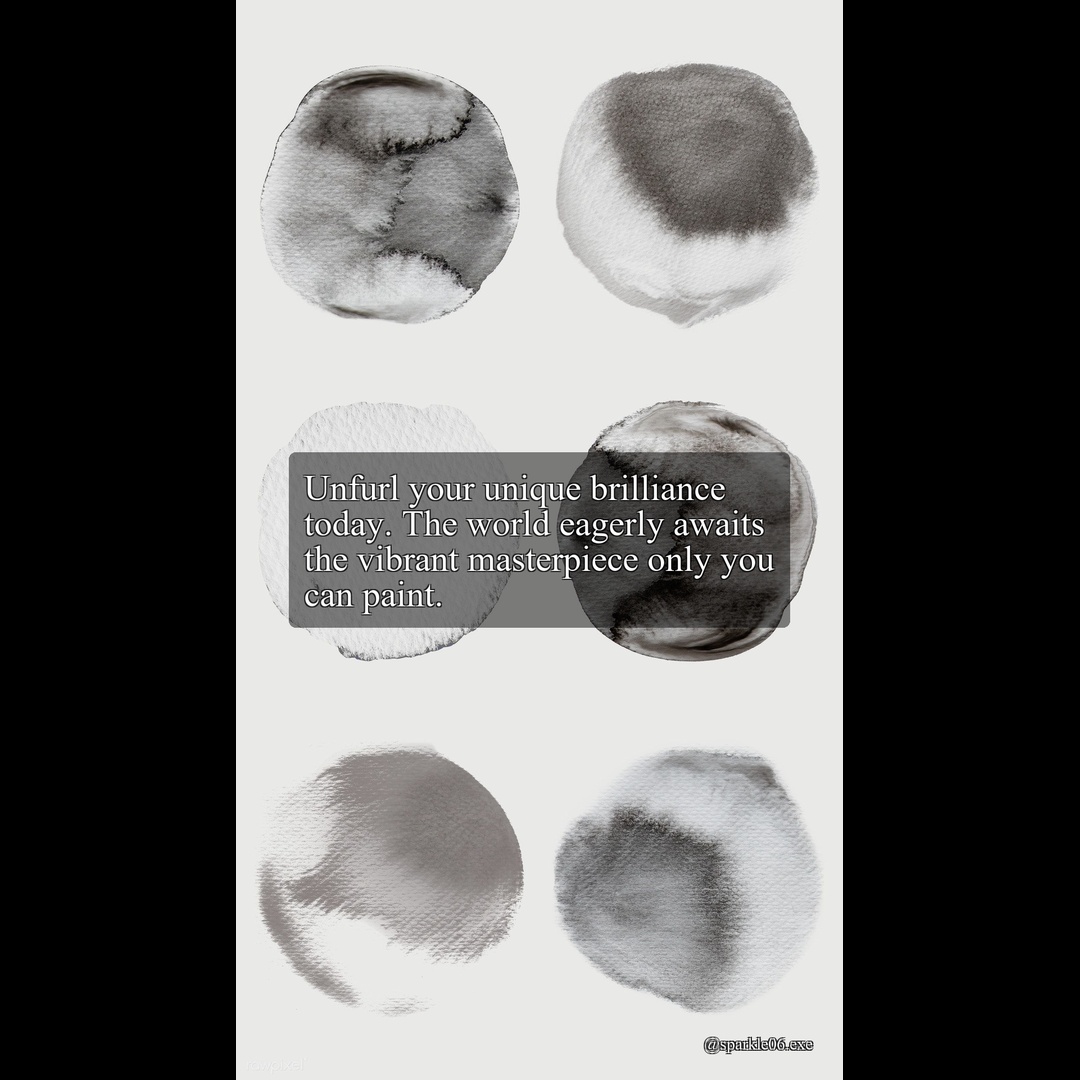 Unfurl your unique brilliance
today. The world eagerly awaits
the vibrant masterpiece only you
can paint.
@sparkle06.exe